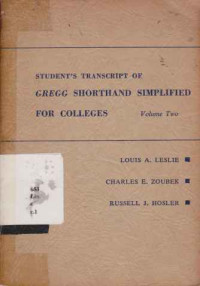 STUDENT'S TRANSCRIPT OF
GREGG SHORTHAND SIMPLIFIED
FOR COLLEGES Volume Two
LOUIS A. LESLIE
CHARLES E. ZOUBEK
RUSSELL J. HOSLER